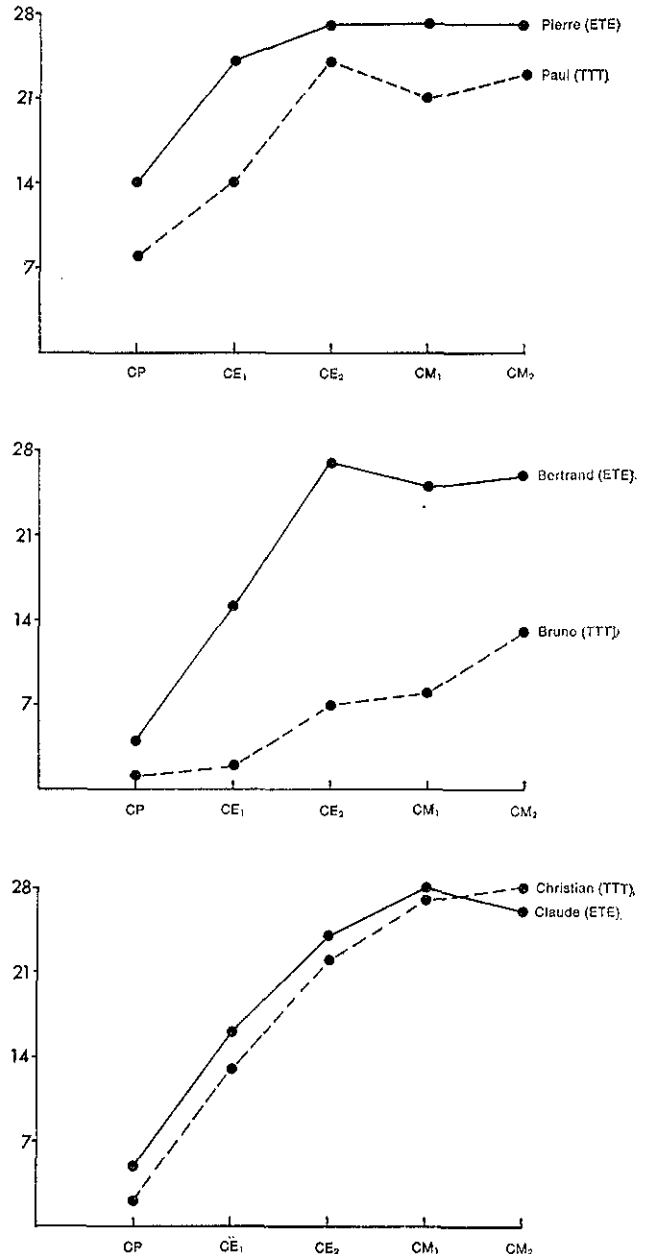 28
Pierre (ETE)
Paul (TTT)
21
14
7
CP CE₁ CE₂ CM₁ CM₂
28
Bertrand (ETE).
21
14
Bruno (TTT)
7
CP CE₁ CE₂ CM₁ CM₂
28
Christian (TTT).
Claude (ETE).
21
14
7
CP CE₁ CE₂ CM₁ CM₂